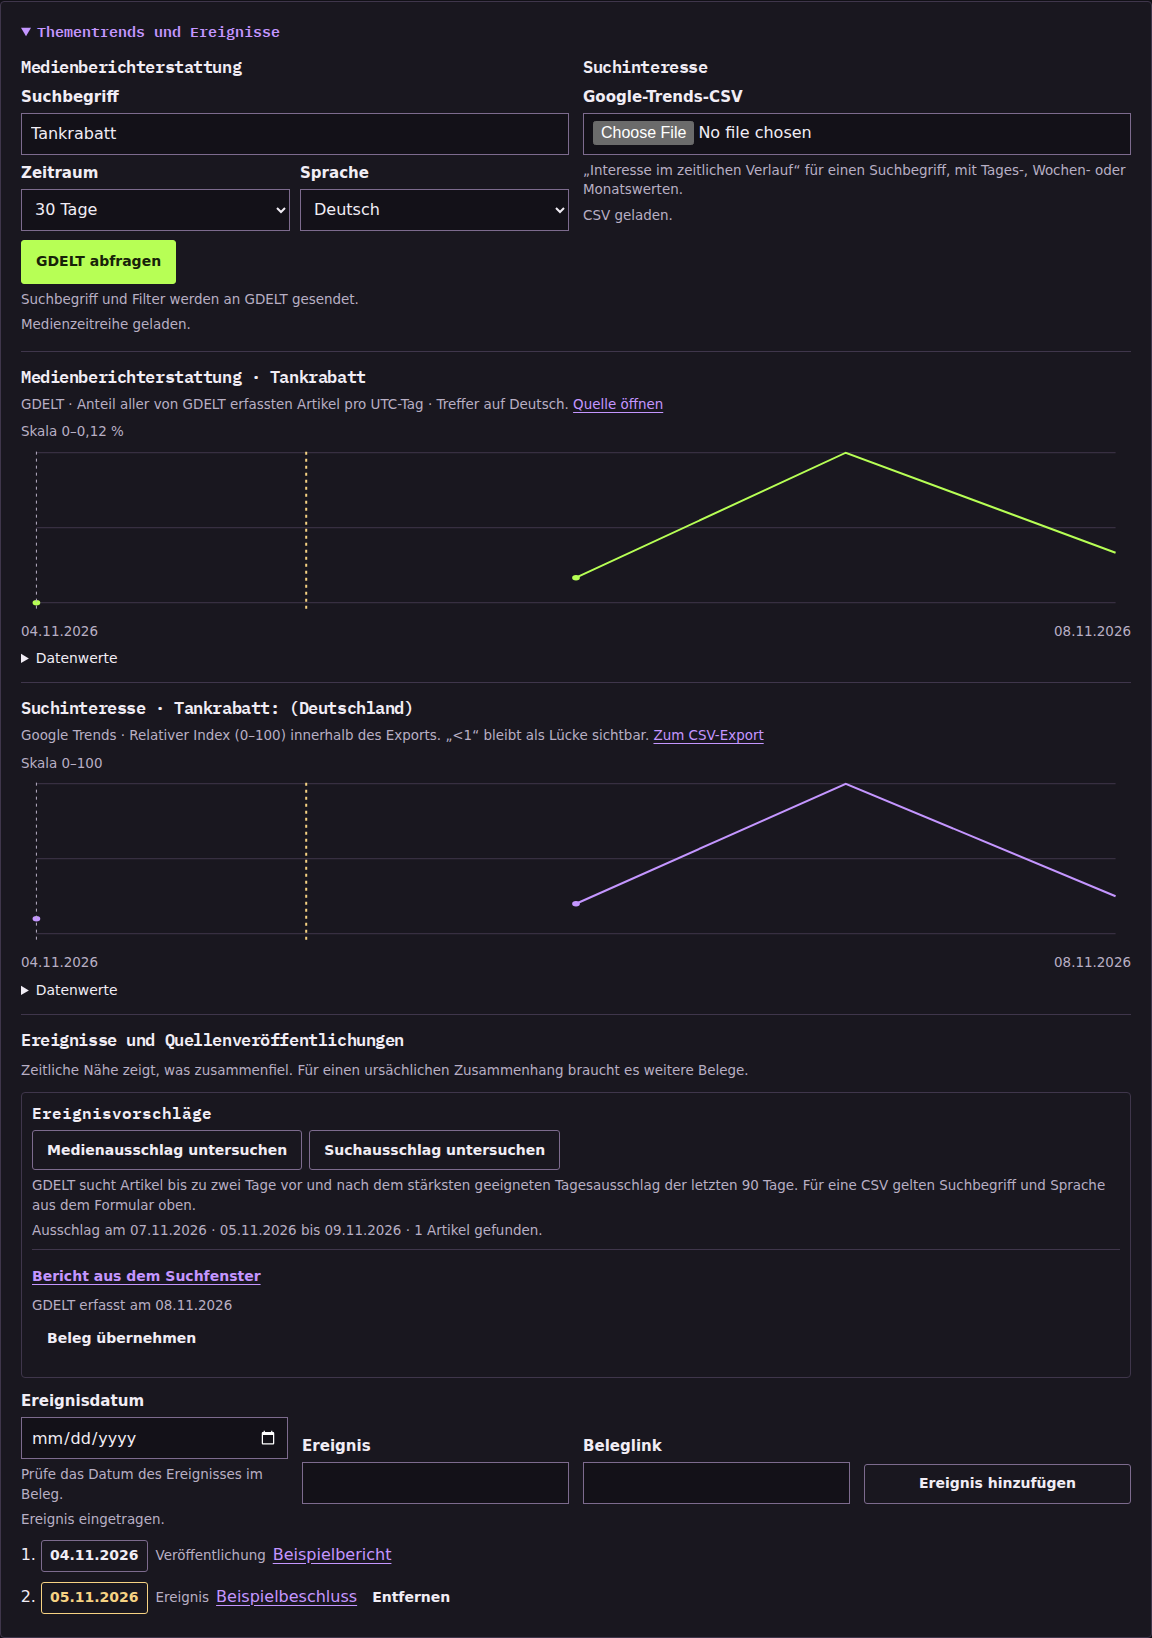 Thementrends und Ereignisse
Medienberichterstattung
Suchbegriff
Tankrabatt
Zeitraum
Sprache
30 Tage
Deutsch
GDELT abfragen
Suchbegriff und Filter werden an GDELT gesendet.
Medienzeitreihe geladen.
Suchinteresse
Google-Trends-CSV
Choose File No file chosen
„Interesse im zeitlichen Verlauf“ für einen Suchbegriff, mit Tages-, Wochen- oder
Monatswerten.
CSV geladen.
Medienberichterstattung · Tankrabatt
GDELT · Anteil aller von GDELT erfassten Artikel pro UTC-Tag · Treffer auf Deutsch. Quelle öffnen
Skala 0–0,12 %
04.11.2026
08.11.2026
Datenwerte
Suchinteresse · Tankrabatt: (Deutschland)
Google Trends · Relativer Index (0–100) innerhalb des Exports. „<1“ bleibt als Lücke sichtbar. Zum CSV-Export
Skala 0–100
04.11.2026
08.11.2026
Datenwerte
Ereignisse und Quellenveröffentlichungen
Zeitliche Nähe zeigt, was zusammenfiel. Für einen ursächlichen Zusammenhang braucht es weitere Belege.
Ereignisvorschläge
Medienausschlag untersuchen
Suchausschlag untersuchen
GDELT sucht Artikel bis zu zwei Tage vor und nach dem stärksten geeigneten Tagesausschlag der letzten 90 Tage. Für eine CSV gelten Suchbegriff und Sprache
aus dem Formular oben.
Ausschlag am 07.11.2026 · 05.11.2026 bis 09.11.2026 · 1 Artikel gefunden.
Bericht aus dem Suchfenster
GDELT erfasst am 08.11.2026
Beleg übernehmen
Ereignisdatum
mm/dd/yyyy
Prüfe das Datum des Ereignisses im
Beleg.
Ereignis
Beleglink
Ereignis hinzufügen
Ereignis eingetragen.
1. 04.11.2026 Veröffentlichung Beispielbericht
2. 05.11.2026 Ereignis Beispielbeschluss Entfernen